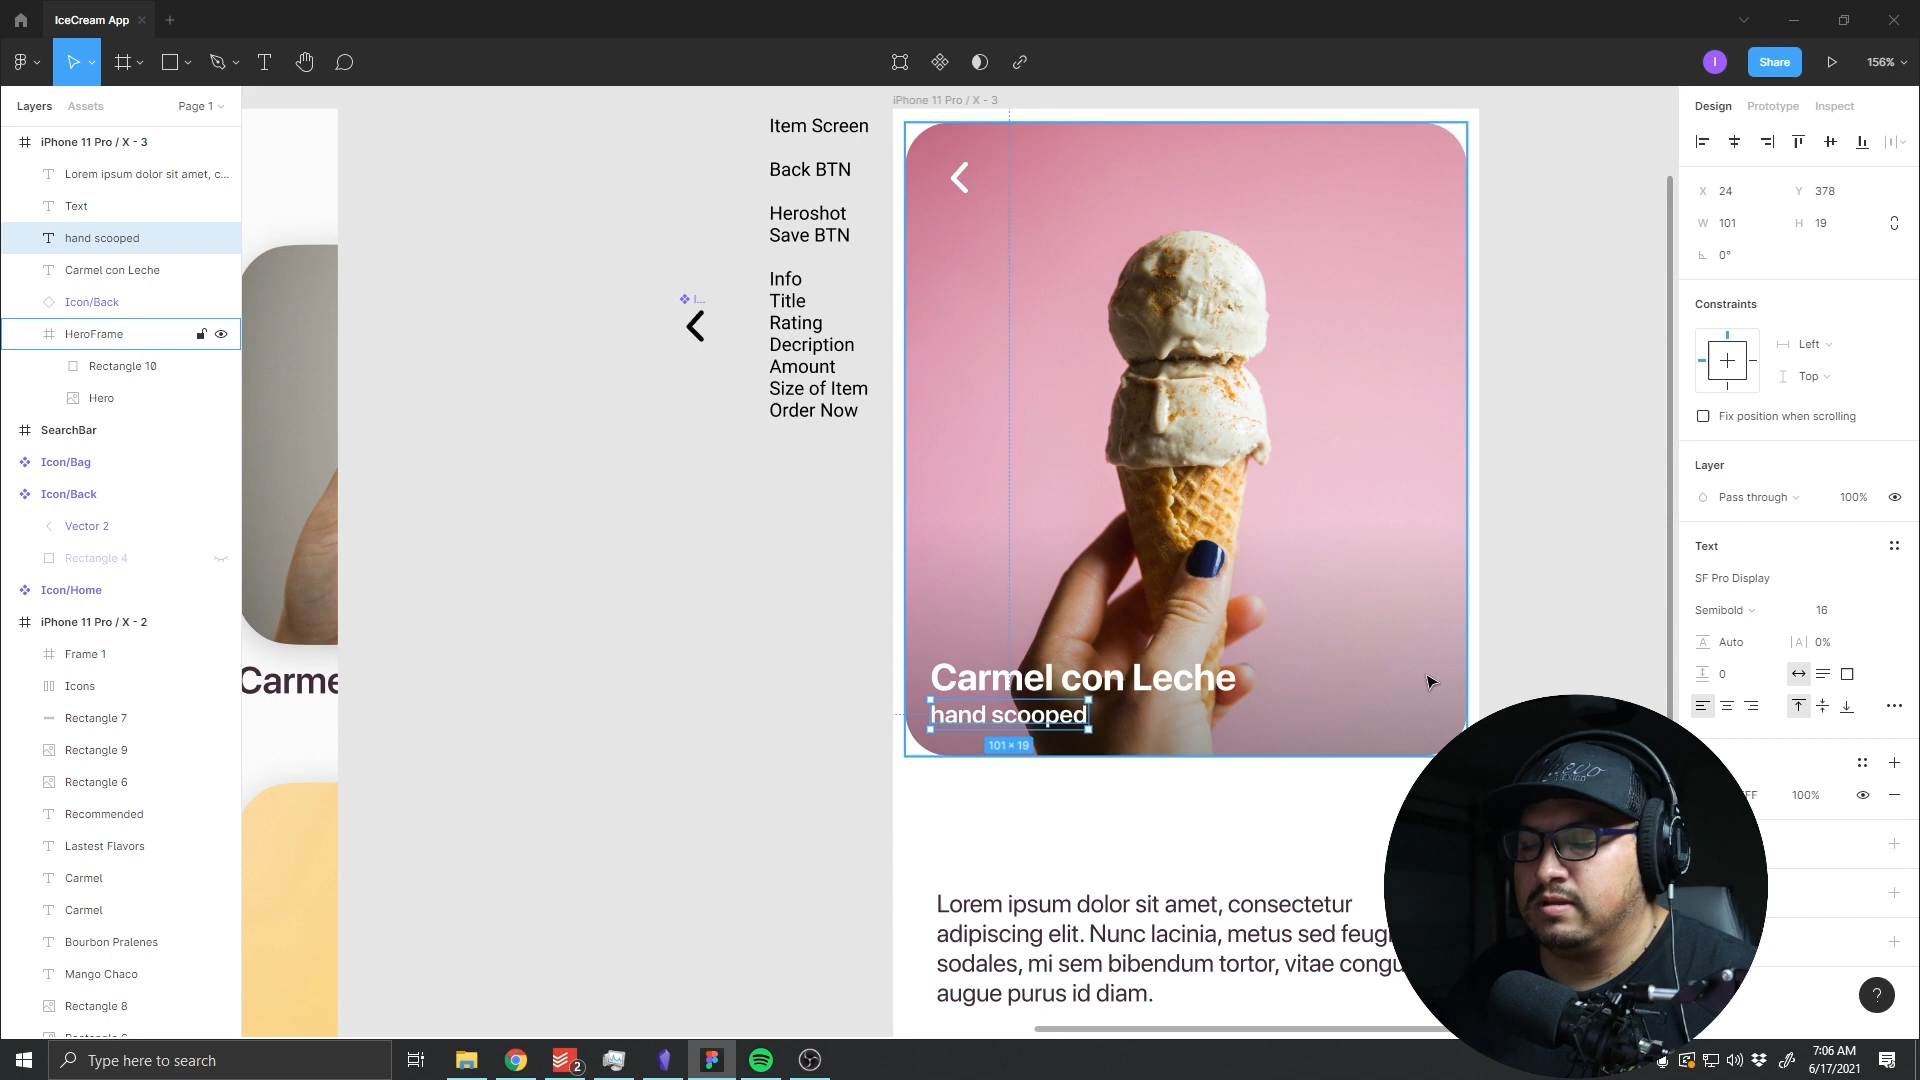 IceCream App
Share
156%
Layers
Assets
Page 1
Design
Prototype
Inspect
iPhone 11 Pro / X - 3
Lorem ipsum dolor sit amet, c...
Text
hand scooped
Carmel con Leche
Icon/Back
HeroFrame
Rectangle 10
Hero
SearchBar
Icon/Bag
Icon/Back
Vector 2
Rectangle 4
Icon/Home
iPhone 11 Pro / X - 2
Frame 1
Icons
Rectangle 7
Rectangle 9
Rectangle 6
Recommended
Lastest Flavors
Carmel
Carmel
Bourbon Pralenes
Mango Chaco
Rectangle 8
Carme
I...
Item Screen
Back BTN
Heroshot
Save BTN
Info
Title
Rating
Decription
Amount
Size of Item
Order Now
iPhone 11 Pro / X - 3
Carmel con Leche
hand scooped
101 × 19
Lorem ipsum dolor sit amet, consectetur
adipiscing elit. Nunc lacinia, metus sed feugi
sodales, mi sem bibendum tortor, vitae congu
augue purus id diam.
X 24 Y 378
W 101 H 19
0°
Constraints
Left
Top
Fix position when scrolling
Layer
Pass through 100%
Text
SF Pro Display
Semibold 16
Auto 0%
0
FF 100%
?
Type here to search
2
7:06 AM
6/17/2021